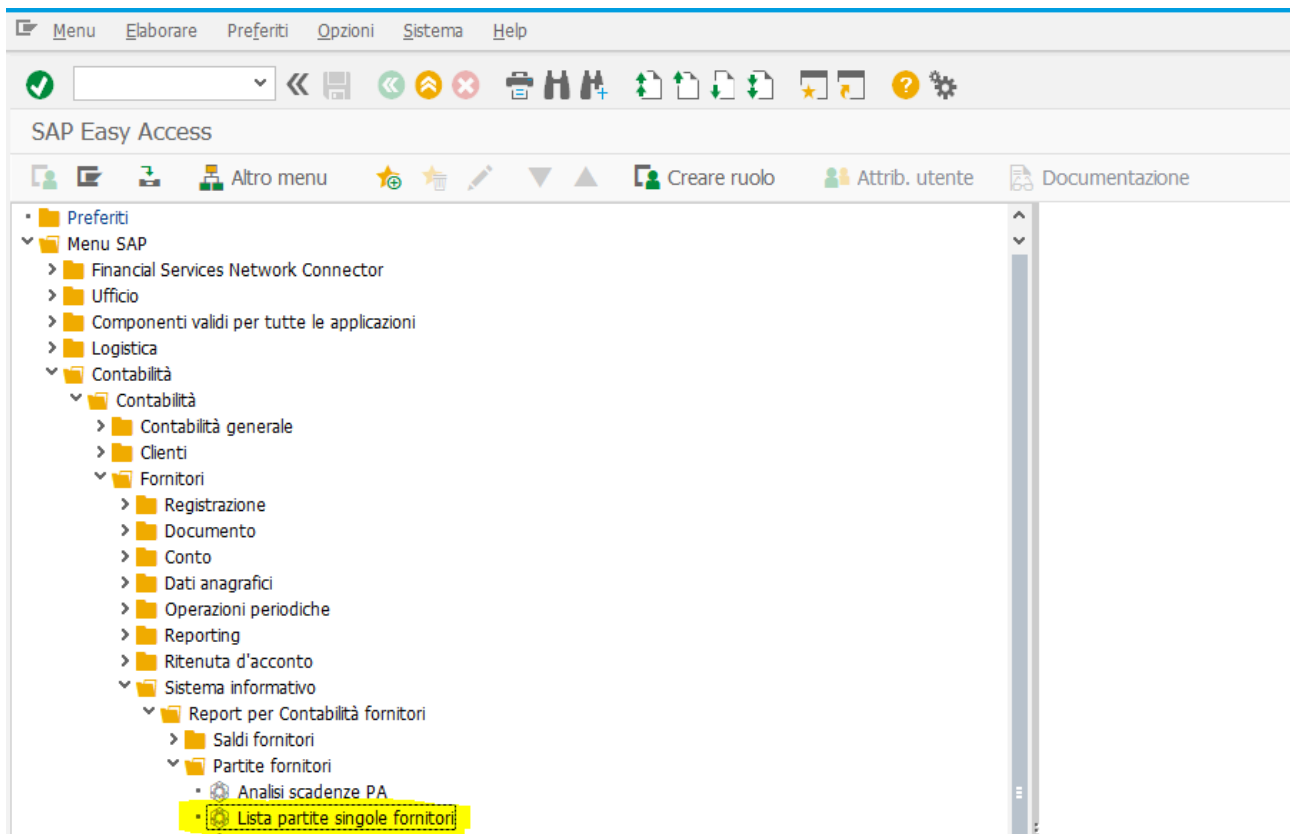 Menu Elaborare Preferiti Opzioni Sistema Help
SAP Easy Access
Altro menu Creare ruolo Attrib. utente Documentazione
Preferiti
Menu SAP
Financial Services Network Connector
Ufficio
Componenti validi per tutte le applicazioni
Logistica
Contabilità
Contabilità
Contabilità generale
Clienti
Fornitori
Registrazione
Documento
Conto
Dati anagrafici
Operazioni periodiche
Reporting
Ritenuta d'acconto
Sistema informativo
Report per Contabilità fornitori
Saldi fornitori
Partite fornitori
Analisi scadenze PA
Lista partite singole fornitori